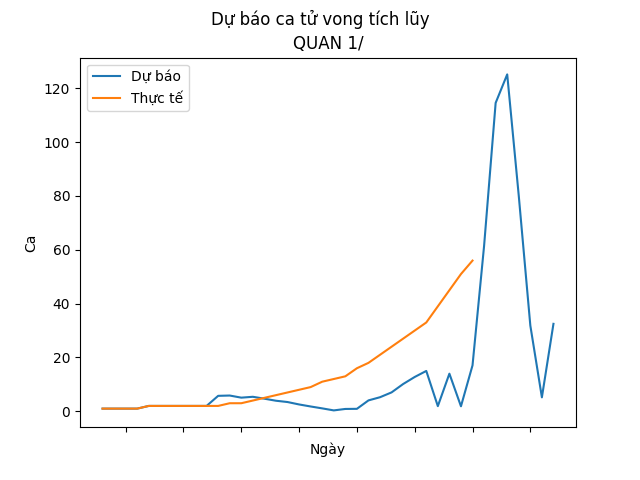 Dự báo ca tử vong tích lũy
QUAN 1/
Dự báo
Thực tế
120
100
80
60
40
20
0
Ca
Ngày